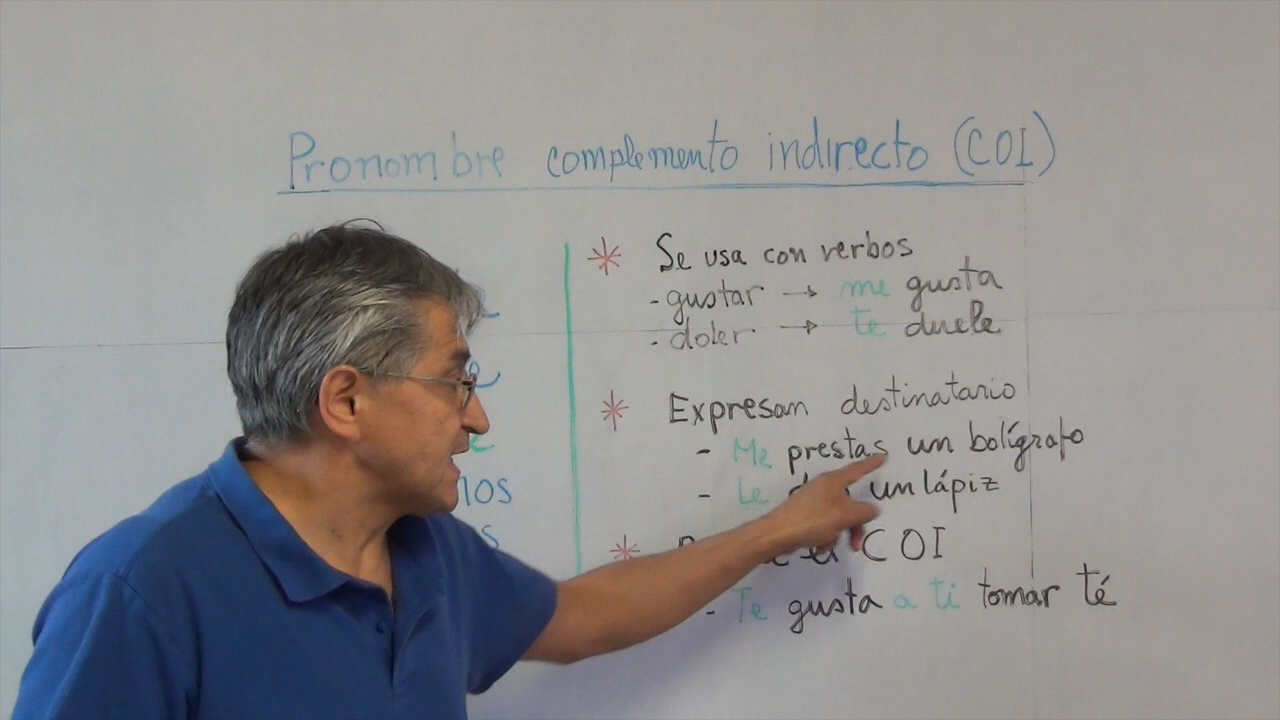 Pronombre complemento indirecto (COI)
* Se usa con verbos
- gustar → me gusta
- doler → te duele
* Expresan destinatario
- Me prestas un bolígrafo
- Le un lápiz
* COI
- Te gusta a ti tomar té
nos